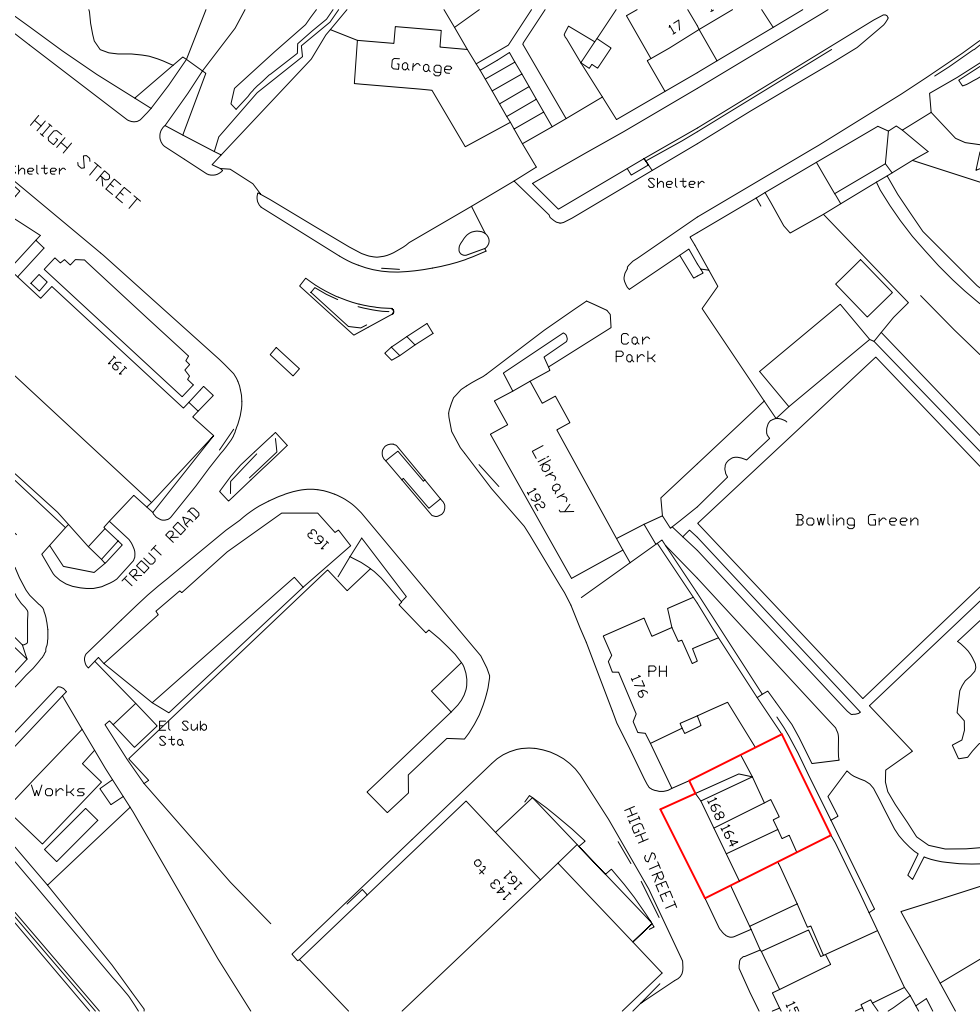 17
Garage
HIGH STREET
helter
Shelter
Car
Park
191
Library
192
Bowling Green
TROUT ROAD
163
PH
176
El Sub
Sta
Works
168
164
HIGH STREET
143 to
161